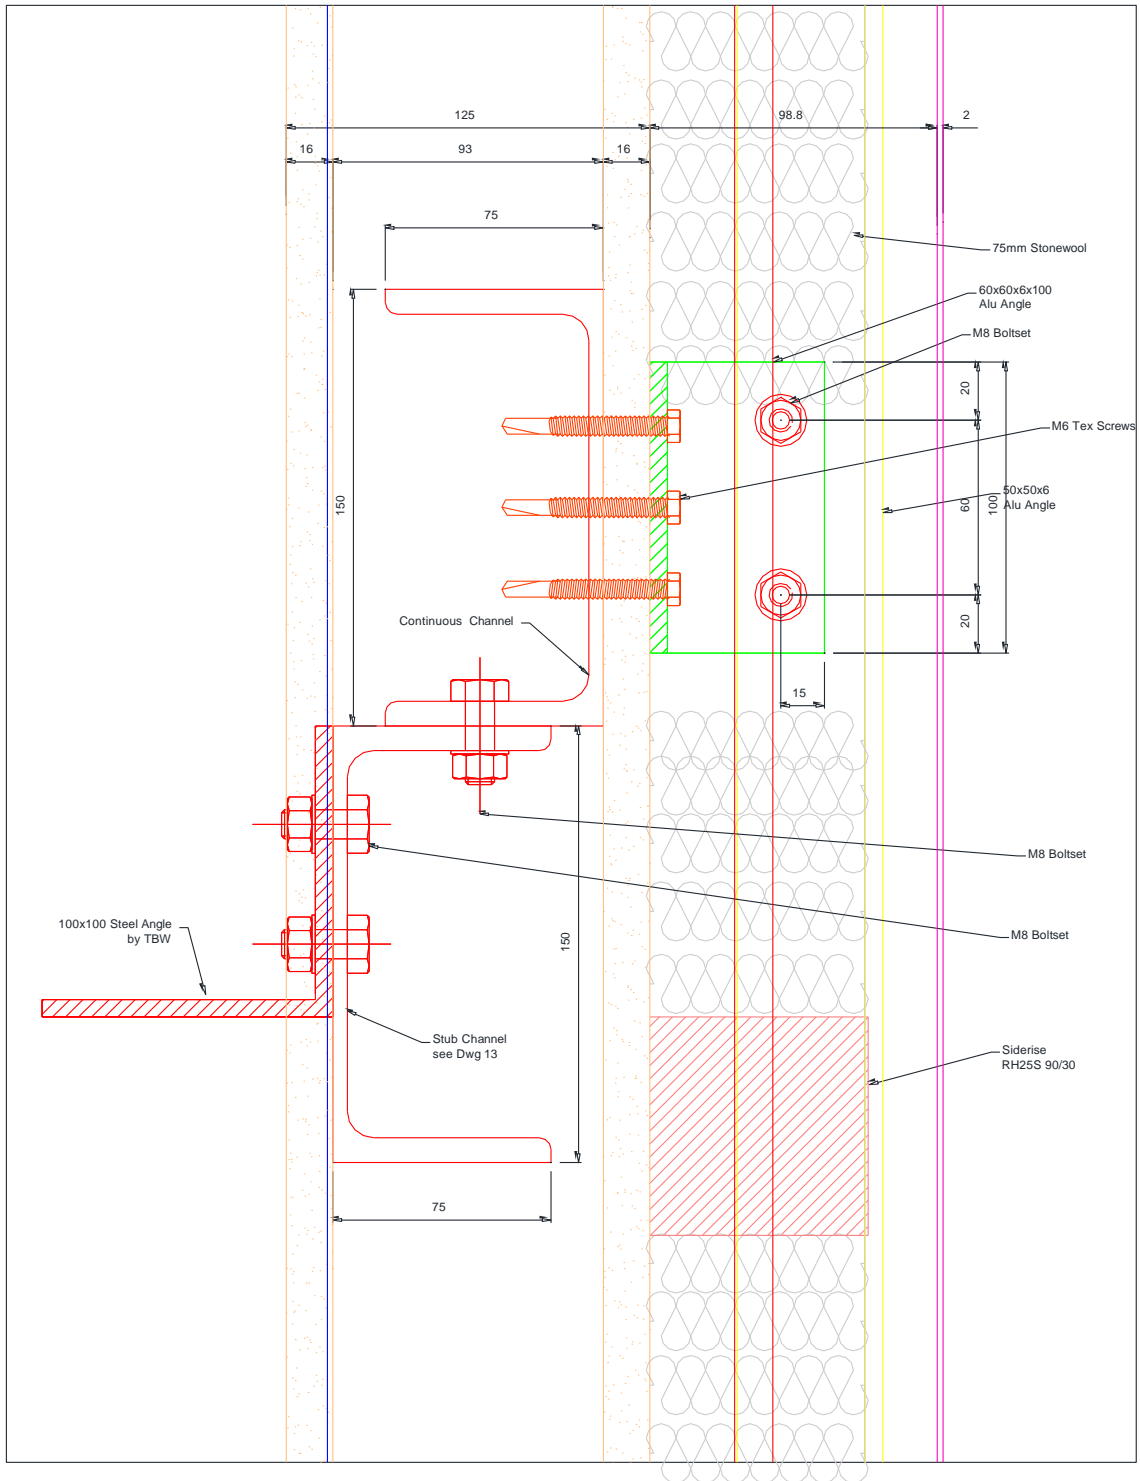 125
98.8
2
16
93
16
75
75mm Stonewool
60x60x6x100
Alu Angle
M8 Boltset
20
M6 Tex Screws
150
50x50x6
Alu Angle
60
100
Continuous Channel
20
15
M8 Boltset
100x100 Steel Angle
by TBW
M8 Boltset
150
Stub Channel
see Dwg 13
Siderise
RH25S 90/30
75